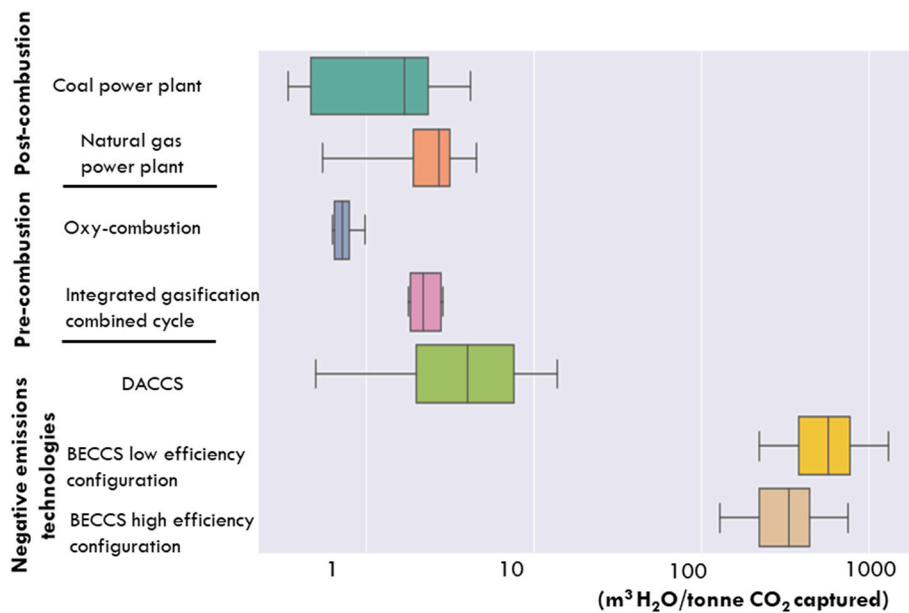 Post-combustion
Coal power plant
Natural gas
power plant
Pre-combustion
Oxy-combustion
Integrated gasification
combined cycle
Negative emissions
technologies
DACCS
BECCS low efficiency
configuration
BECCS high efficiency
configuration
1 10 100 1000
(m³ H₂O/tonne CO₂ captured)